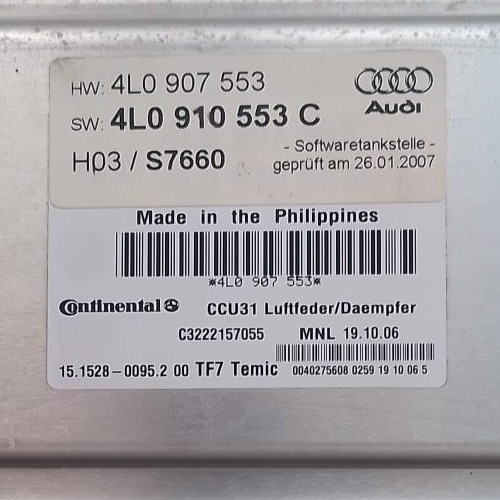 HW: 4L0 907 553
Audi
SW: 4L0 910 553 C
H03 / S7660
- Softwaretankstelle -
geprüft am 26.01.2007
Made in the Philippines
*4L0 907 553*
Continental
CCU31 Luftfeder/Daempfer
C3222157055
MNL 19.10.06
15.1528-0095.2 00 TF7 Temic
0040275608 0259 19 10 06 5